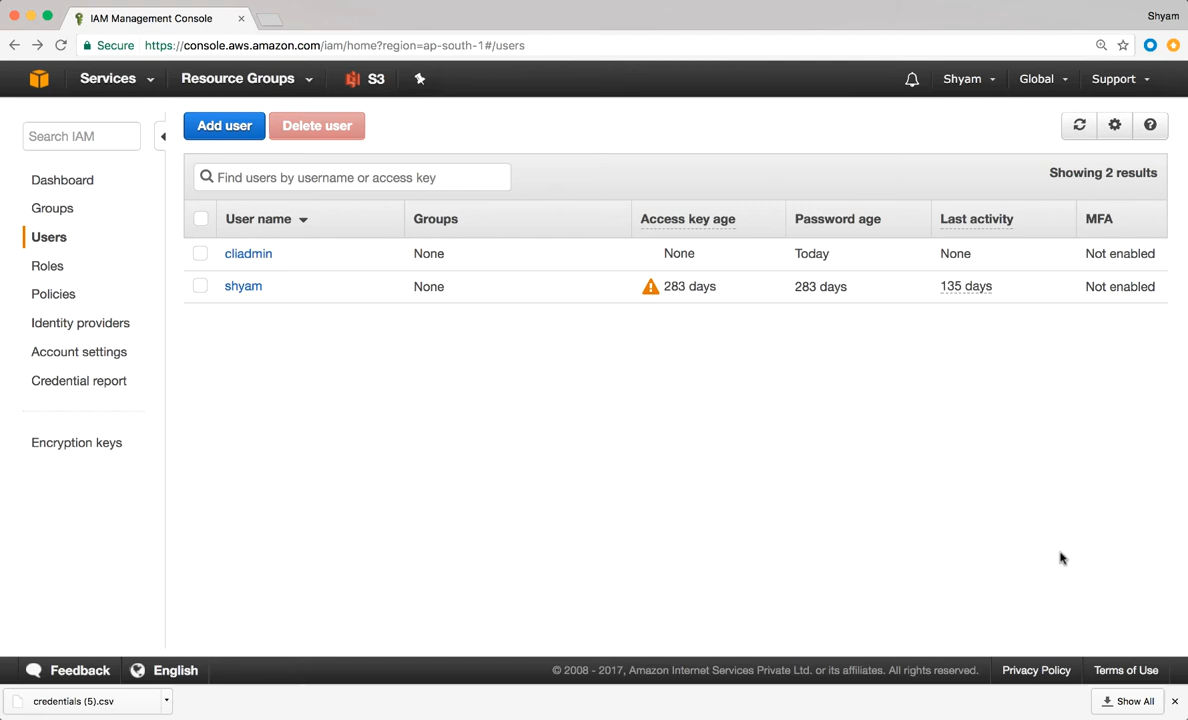 IAM Management Console
Shyam
Secure https://console.aws.amazon.com/iam/home?region=ap-south-1#/users
Services Resource Groups S3 Shyam Global Support
Search IAM
Dashboard
Groups
Users
Roles
Policies
Identity providers
Account settings
Credential report
Encryption keys
Add user Delete user
Find users by username or access key
Showing 2 results
User name Groups Access key age Password age Last activity MFA
cliadmin None None Today None Not enabled
shyam None 283 days 283 days 135 days Not enabled
Feedback English © 2008 - 2017, Amazon Internet Services Private Ltd. or its affiliates. All rights reserved. Privacy Policy Terms of Use
credentials (5).csv Show All